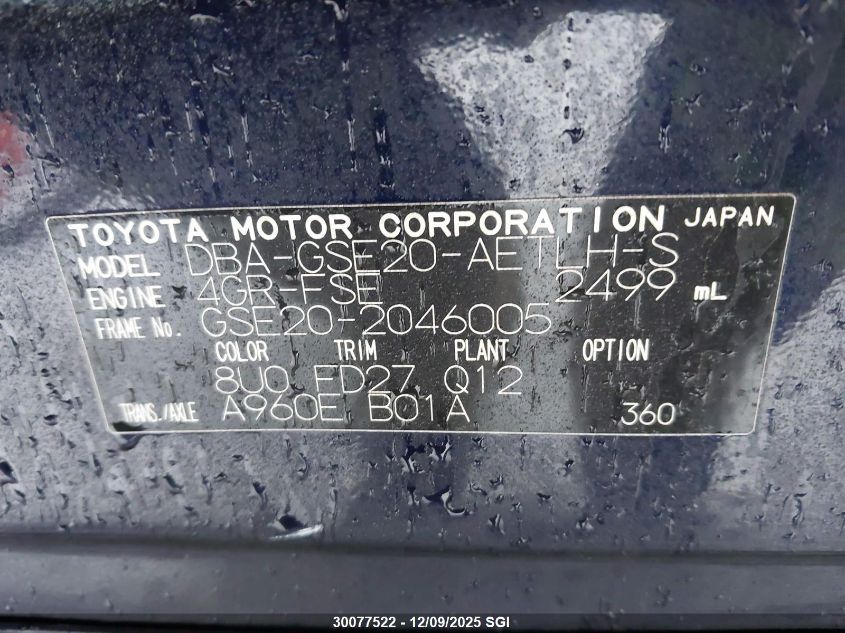 TOYOTA MOTOR CORPORATION JAPAN
MODEL DBA-GSE20-AETLH-S
ENGINE 4GR-FSE 2499 mL
FRAME No. GSE20-2046005
COLOR TRIM PLANT OPTION
8U0 FD27 Q12
TRANS./AXLE A960E B01A 360
30077522 - 12/09/2025 SGI